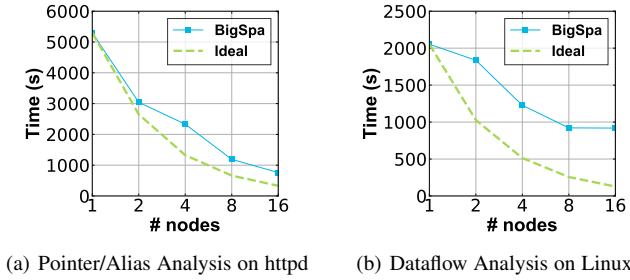 6000
5000
4000
3000
2000
1000
0
Time (s)
BigSpa
Ideal
1 2 4 8 16
# nodes
(a) Pointer/Alias Analysis on httpd
2500
2000
1500
1000
500
0
Time (s)
BigSpa
Ideal
1 2 4 8 16
# nodes
(b) Dataflow Analysis on Linux